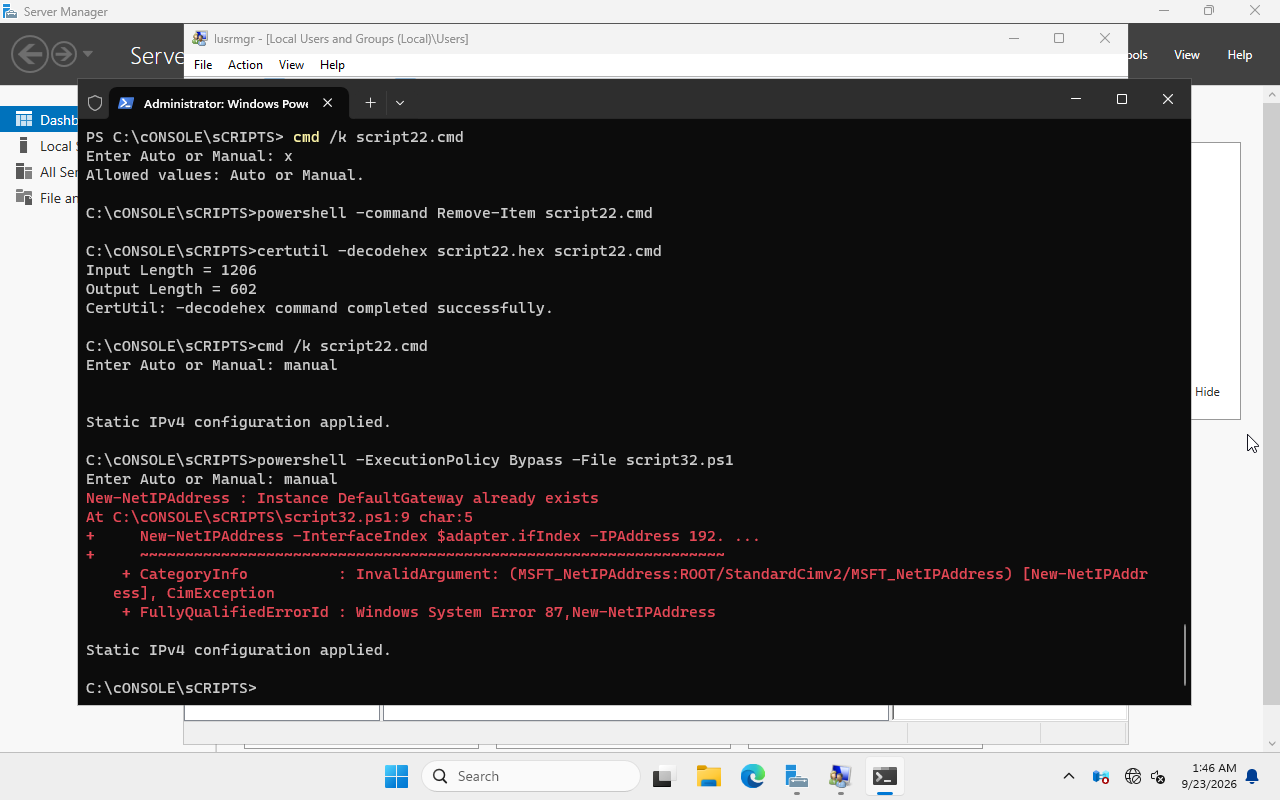 Server Manager
Serve
ools
View
Help
lusrmgr - [Local Users and Groups (Local)\Users]
File
Action
View
Help
Dashb
Local S
All Ser
File an
Administrator: Windows Powe
PS C:\cONSOLE\sCRIPTS> cmd /k script22.cmd
Enter Auto or Manual: x
Allowed values: Auto or Manual.
C:\cONSOLE\sCRIPTS>powershell -command Remove-Item script22.cmd
C:\cONSOLE\sCRIPTS>certutil -decodehex script22.hex script22.cmd
Input Length = 1206
Output Length = 602
CertUtil: -decodehex command completed successfully.
C:\cONSOLE\sCRIPTS>cmd /k script22.cmd
Enter Auto or Manual: manual
Static IPv4 configuration applied.
C:\cONSOLE\sCRIPTS>powershell -ExecutionPolicy Bypass -File script32.ps1
Enter Auto or Manual: manual
New-NetIPAddress : Instance DefaultGateway already exists
At C:\cONSOLE\sCRIPTS\script32.ps1:9 char:5
+     New-NetIPAddress -InterfaceIndex $adapter.ifIndex -IPAddress 192. ...
+     ~~~~~~~~~~~~~~~~~~~~~~~~~~~~~~~~~~~~~~~~~~~~~~~~~~~~~~~~~~~~~~~~~
    + CategoryInfo          : InvalidArgument: (MSFT_NetIPAddress:ROOT/StandardCimv2/MSFT_NetIPAddress) [New-NetIPAddr
   ess], CimException
    + FullyQualifiedErrorId : Windows System Error 87,New-NetIPAddress
Static IPv4 configuration applied.
C:\cONSOLE\sCRIPTS>
Hide
Search
1:46 AM
9/23/2026